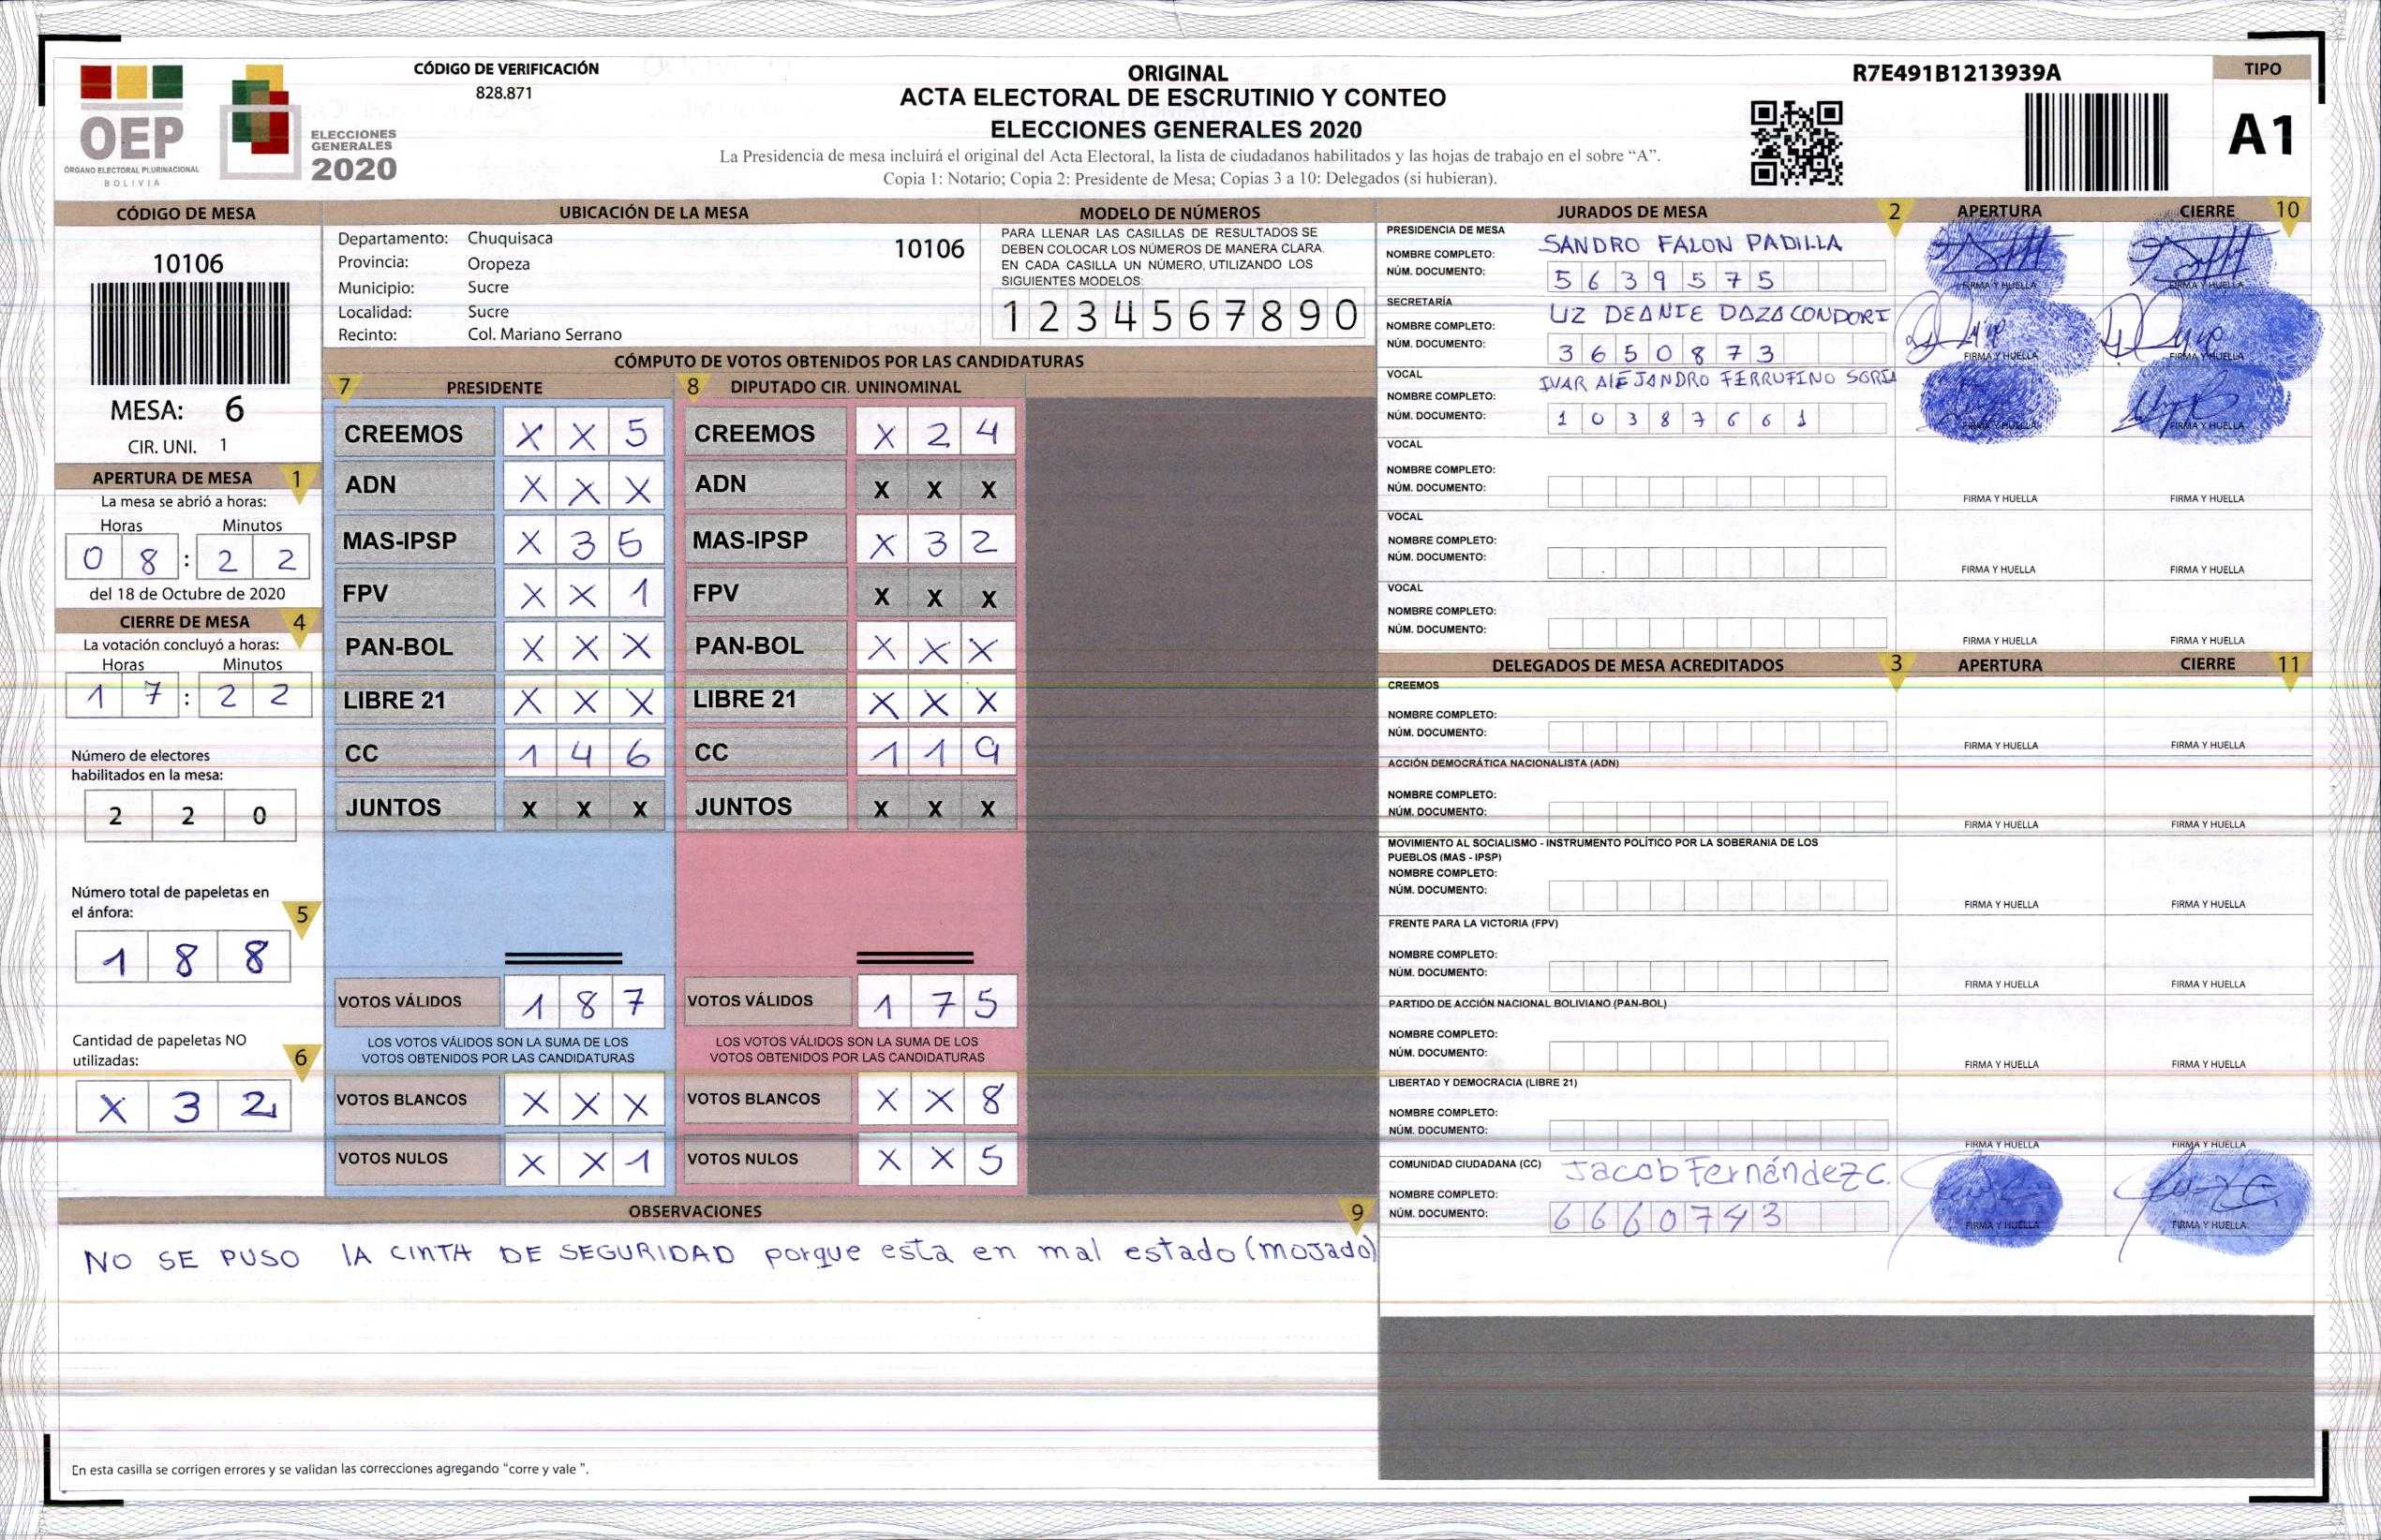 OEP
ÓRGANO ELECTORAL PLURINACIONAL
BOLIVIA
ELECCIONES
GENERALES
2020
CÓDIGO DE VERIFICACIÓN
828.871
ORIGINAL
ACTA ELECTORAL DE ESCRUTINIO Y CONTEO
ELECCIONES GENERALES 2020
La Presidencia de mesa incluirá el original del Acta Electoral, la lista de ciudadanos habilitados y las hojas de trabajo en el sobre “A”.
Copia 1: Notario; Copia 2: Presidente de Mesa; Copias 3 a 10: Delegados (si hubieran).
R7E491B1213939A
TIPO
A1
CÓDIGO DE MESA
10106
MESA: 6
CIR. UNI. 1
APERTURA DE MESA 1
La mesa se abrió a horas:
Horas Minutos
0 8 : 2 2
del 18 de Octubre de 2020
CIERRE DE MESA 4
La votación concluyó a horas:
Horas Minutos
1 7 : 2 2
Número de electores
habilitados en la mesa:
2 2 0
Número total de papeletas en
el ánfora: 5
1 8 8
Cantidad de papeletas NO
utilizadas: 6
X 3 2
UBICACIÓN DE LA MESA
Departamento: Chuquisaca 10106
Provincia: Oropeza
Municipio: Sucre
Localidad: Sucre
Recinto: Col. Mariano Serrano
MODELO DE NÚMEROS
PARA LLENAR LAS CASILLAS DE RESULTADOS SE
DEBEN COLOCAR LOS NÚMEROS DE MANERA CLARA.
EN CADA CASILLA UN NÚMERO, UTILIZANDO LOS
SIGUIENTES MODELOS:
1 2 3 4 5 6 7 8 9 0
CÓMPUTO DE VOTOS OBTENIDOS POR LAS CANDIDATURAS
7 PRESIDENTE 8 DIPUTADO CIR. UNINOMINAL
CREEMOS X X 5 CREEMOS X 2 4
ADN X X X ADN X X X
MAS-IPSP X 3 5 MAS-IPSP X 3 2
FPV X X 1 FPV X X X
PAN-BOL X X X PAN-BOL X X X
LIBRE 21 X X X LIBRE 21 X X X
CC 1 4 6 CC 1 1 9
JUNTOS X X X JUNTOS X X X
VOTOS VÁLIDOS 1 8 7 VOTOS VÁLIDOS 1 7 5
LOS VOTOS VÁLIDOS SON LA SUMA DE LOS LOS VOTOS VÁLIDOS SON LA SUMA DE LOS
VOTOS OBTENIDOS POR LAS CANDIDATURAS VOTOS OBTENIDOS POR LAS CANDIDATURAS
VOTOS BLANCOS X X X VOTOS BLANCOS X X 8
VOTOS NULOS X X 1 VOTOS NULOS X X 5
OBSERVACIONES 9
NO SE PUSO lA CINTA DE SEGURIDAD porque esta en mal estado (mojado)
En esta casilla se corrigen errores y se validan las correcciones agregando “corre y vale ”.
JURADOS DE MESA 2 APERTURA CIERRE 10
PRESIDENCIA DE MESA
NOMBRE COMPLETO: SANDRO FALON PADILLA
NÚM. DOCUMENTO: 5 6 3 9 5 7 5
FIRMA Y HUELLA FIRMA Y HUELLA
SECRETARÍA
NOMBRE COMPLETO: DAZA CONDORI
NÚM. DOCUMENTO: 3 6 5 0 8 7 3
FIRMA Y HUELLA FIRMA Y HUELLA
VOCAL
NOMBRE COMPLETO: IVAR AlEJANDRO FERRUFINO SORIA
NÚM. DOCUMENTO: 1 0 3 8 7 6 6 1
FIRMA Y HUELLA FIRMA Y HUELLA
VOCAL
NOMBRE COMPLETO:
NÚM. DOCUMENTO:
FIRMA Y HUELLA FIRMA Y HUELLA
VOCAL
NOMBRE COMPLETO:
NÚM. DOCUMENTO:
FIRMA Y HUELLA FIRMA Y HUELLA
VOCAL
NOMBRE COMPLETO:
NÚM. DOCUMENTO:
FIRMA Y HUELLA FIRMA Y HUELLA
DELEGADOS DE MESA ACREDITADOS 3 APERTURA CIERRE 11
CREEMOS
NOMBRE COMPLETO:
NÚM. DOCUMENTO:
FIRMA Y HUELLA FIRMA Y HUELLA
ACCIÓN DEMOCRÁTICA NACIONALISTA (ADN)
NOMBRE COMPLETO:
NÚM. DOCUMENTO:
FIRMA Y HUELLA FIRMA Y HUELLA
MOVIMIENTO AL SOCIALISMO - INSTRUMENTO POLÍTICO POR LA SOBERANIA DE LOS
PUEBLOS (MAS - IPSP)
NOMBRE COMPLETO:
NÚM. DOCUMENTO:
FIRMA Y HUELLA FIRMA Y HUELLA
FRENTE PARA LA VICTORIA (FPV)
NOMBRE COMPLETO:
NÚM. DOCUMENTO:
FIRMA Y HUELLA FIRMA Y HUELLA
PARTIDO DE ACCIÓN NACIONAL BOLIVIANO (PAN-BOL)
NOMBRE COMPLETO:
NÚM. DOCUMENTO:
FIRMA Y HUELLA FIRMA Y HUELLA
LIBERTAD Y DEMOCRACIA (LIBRE 21)
NOMBRE COMPLETO:
NÚM. DOCUMENTO:
FIRMA Y HUELLA FIRMA Y HUELLA
COMUNIDAD CIUDADANA (CC) Jacob Fernández C.
NOMBRE COMPLETO:
NÚM. DOCUMENTO: 6 6 6 0 7 4 3
FIRMA Y HUELLA FIRMA Y HUELLA